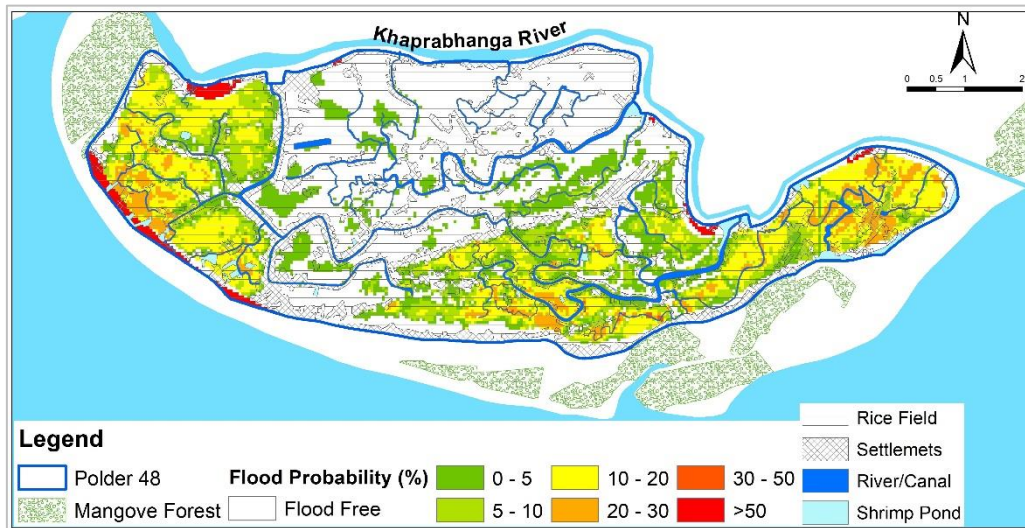 Khaprabhanga River
N
0 0.5 1 2
Legend
Polder 48
Mangove Forest
Flood Probability (%)
Flood Free
0 - 5
5 - 10
10 - 20
20 - 30
30 - 50
>50
Rice Field
Settlemets
River/Canal
Shrimp Pond